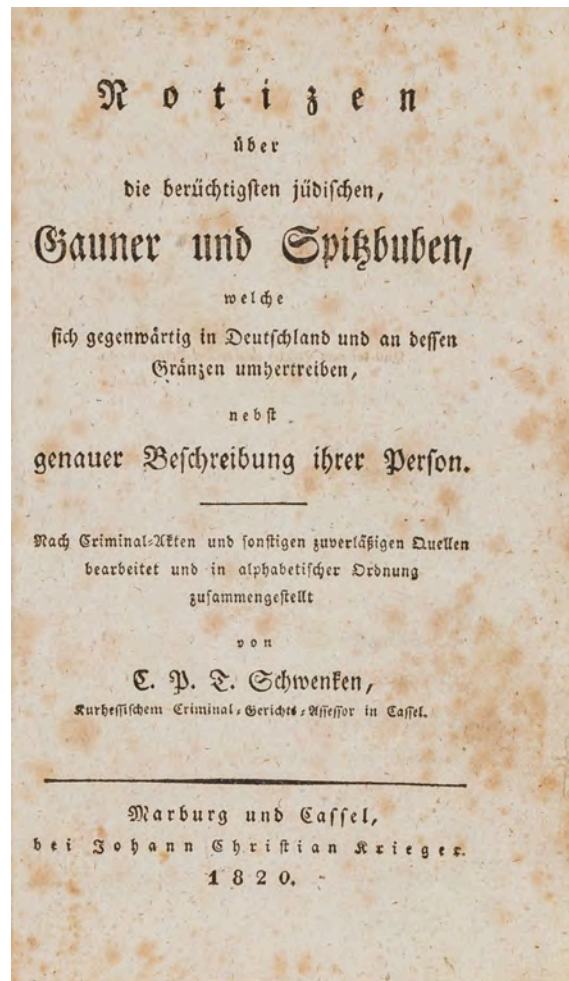 Notizen
über
die berüchtigsten jüdischen,
Gauner und Spitzbuben,
welche
sich gegenwärtig in Deutschland und an dessen
Gränzen umhertreiben,
nebst
genauer Beschreibung ihrer Person.
Nach Criminal-Akten und sonstigen zuverläßigen Quellen
bearbeitet und in alphabetischer Ordnung
zusammengestellt
von
C. P. T. Schwenken,
Kurhessischem Criminal-Gerichts-Assessor in Cassel.
Marburg und Cassel,
bei Johann Christian Krieger.
1820.